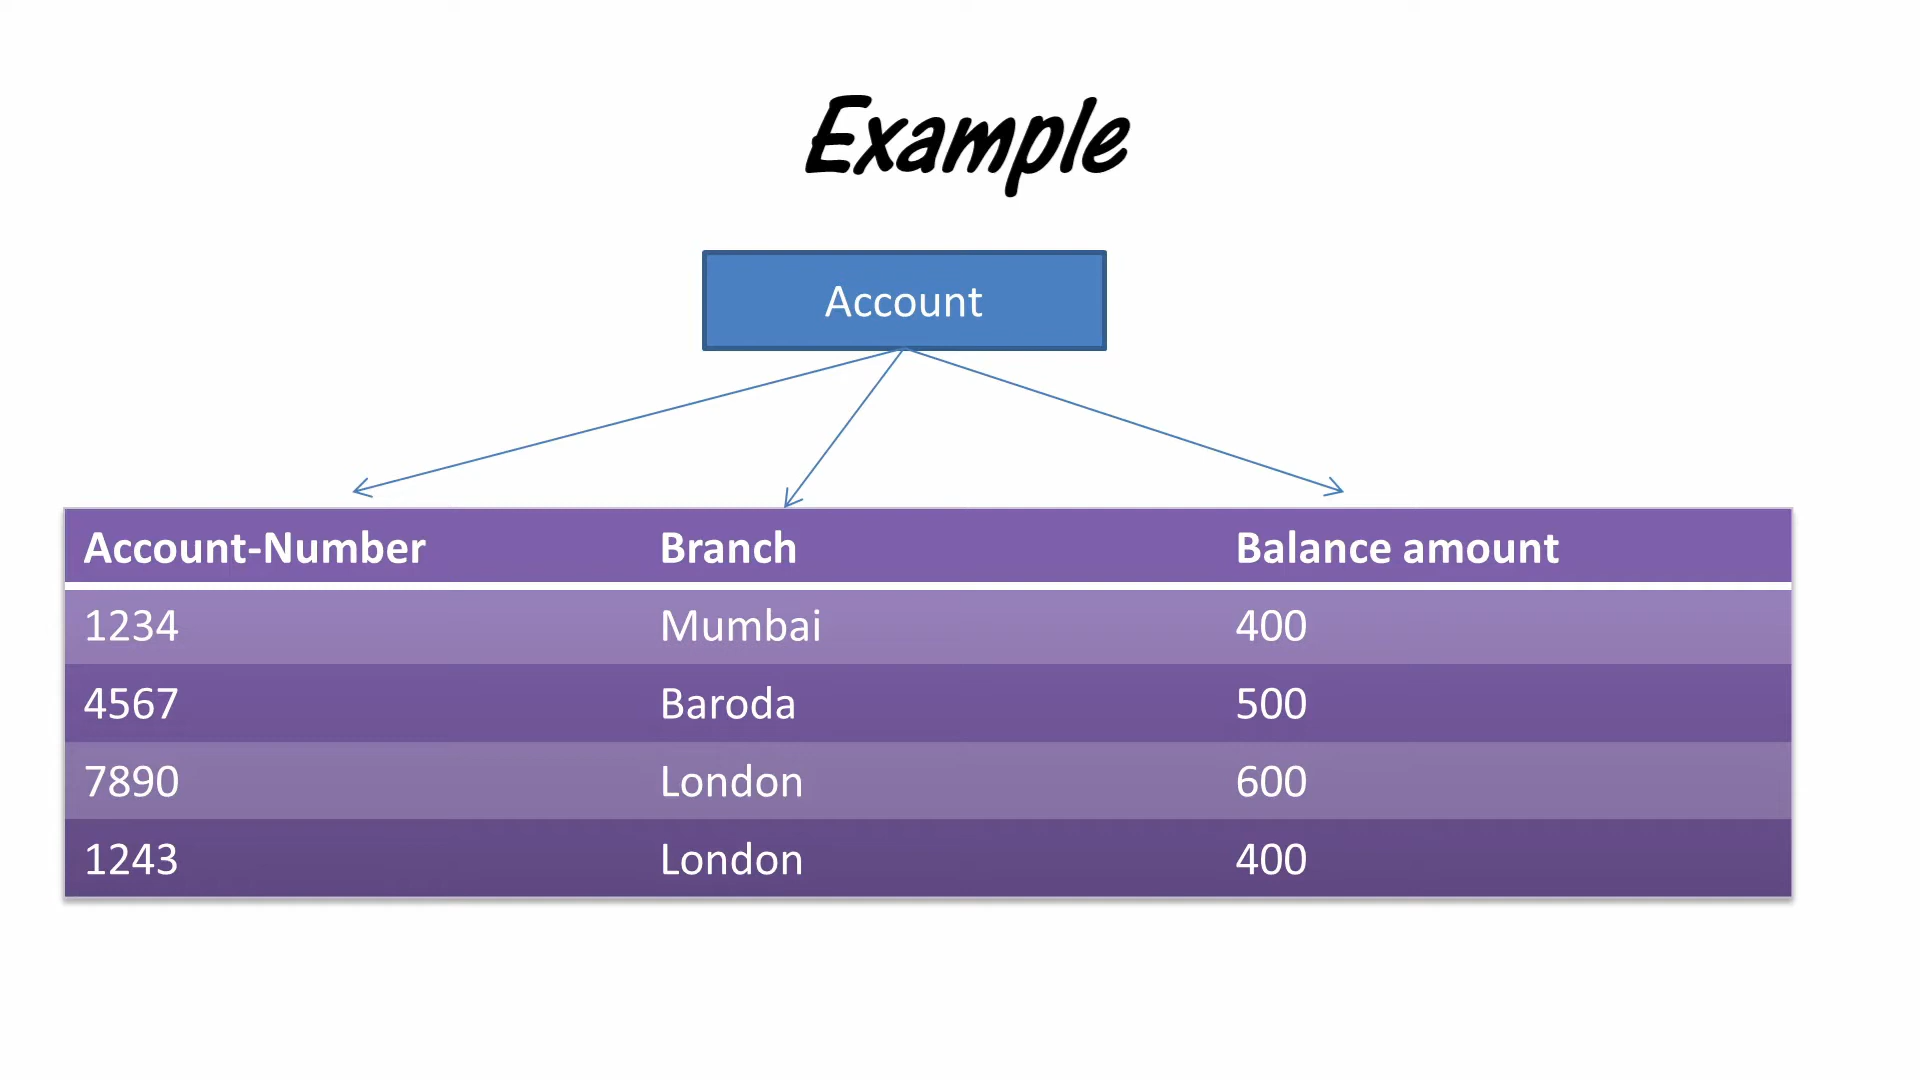 Example
Account
Account-Number Branch Balance amount
1234 Mumbai 400
4567 Baroda 500
7890 London 600
1243 London 400